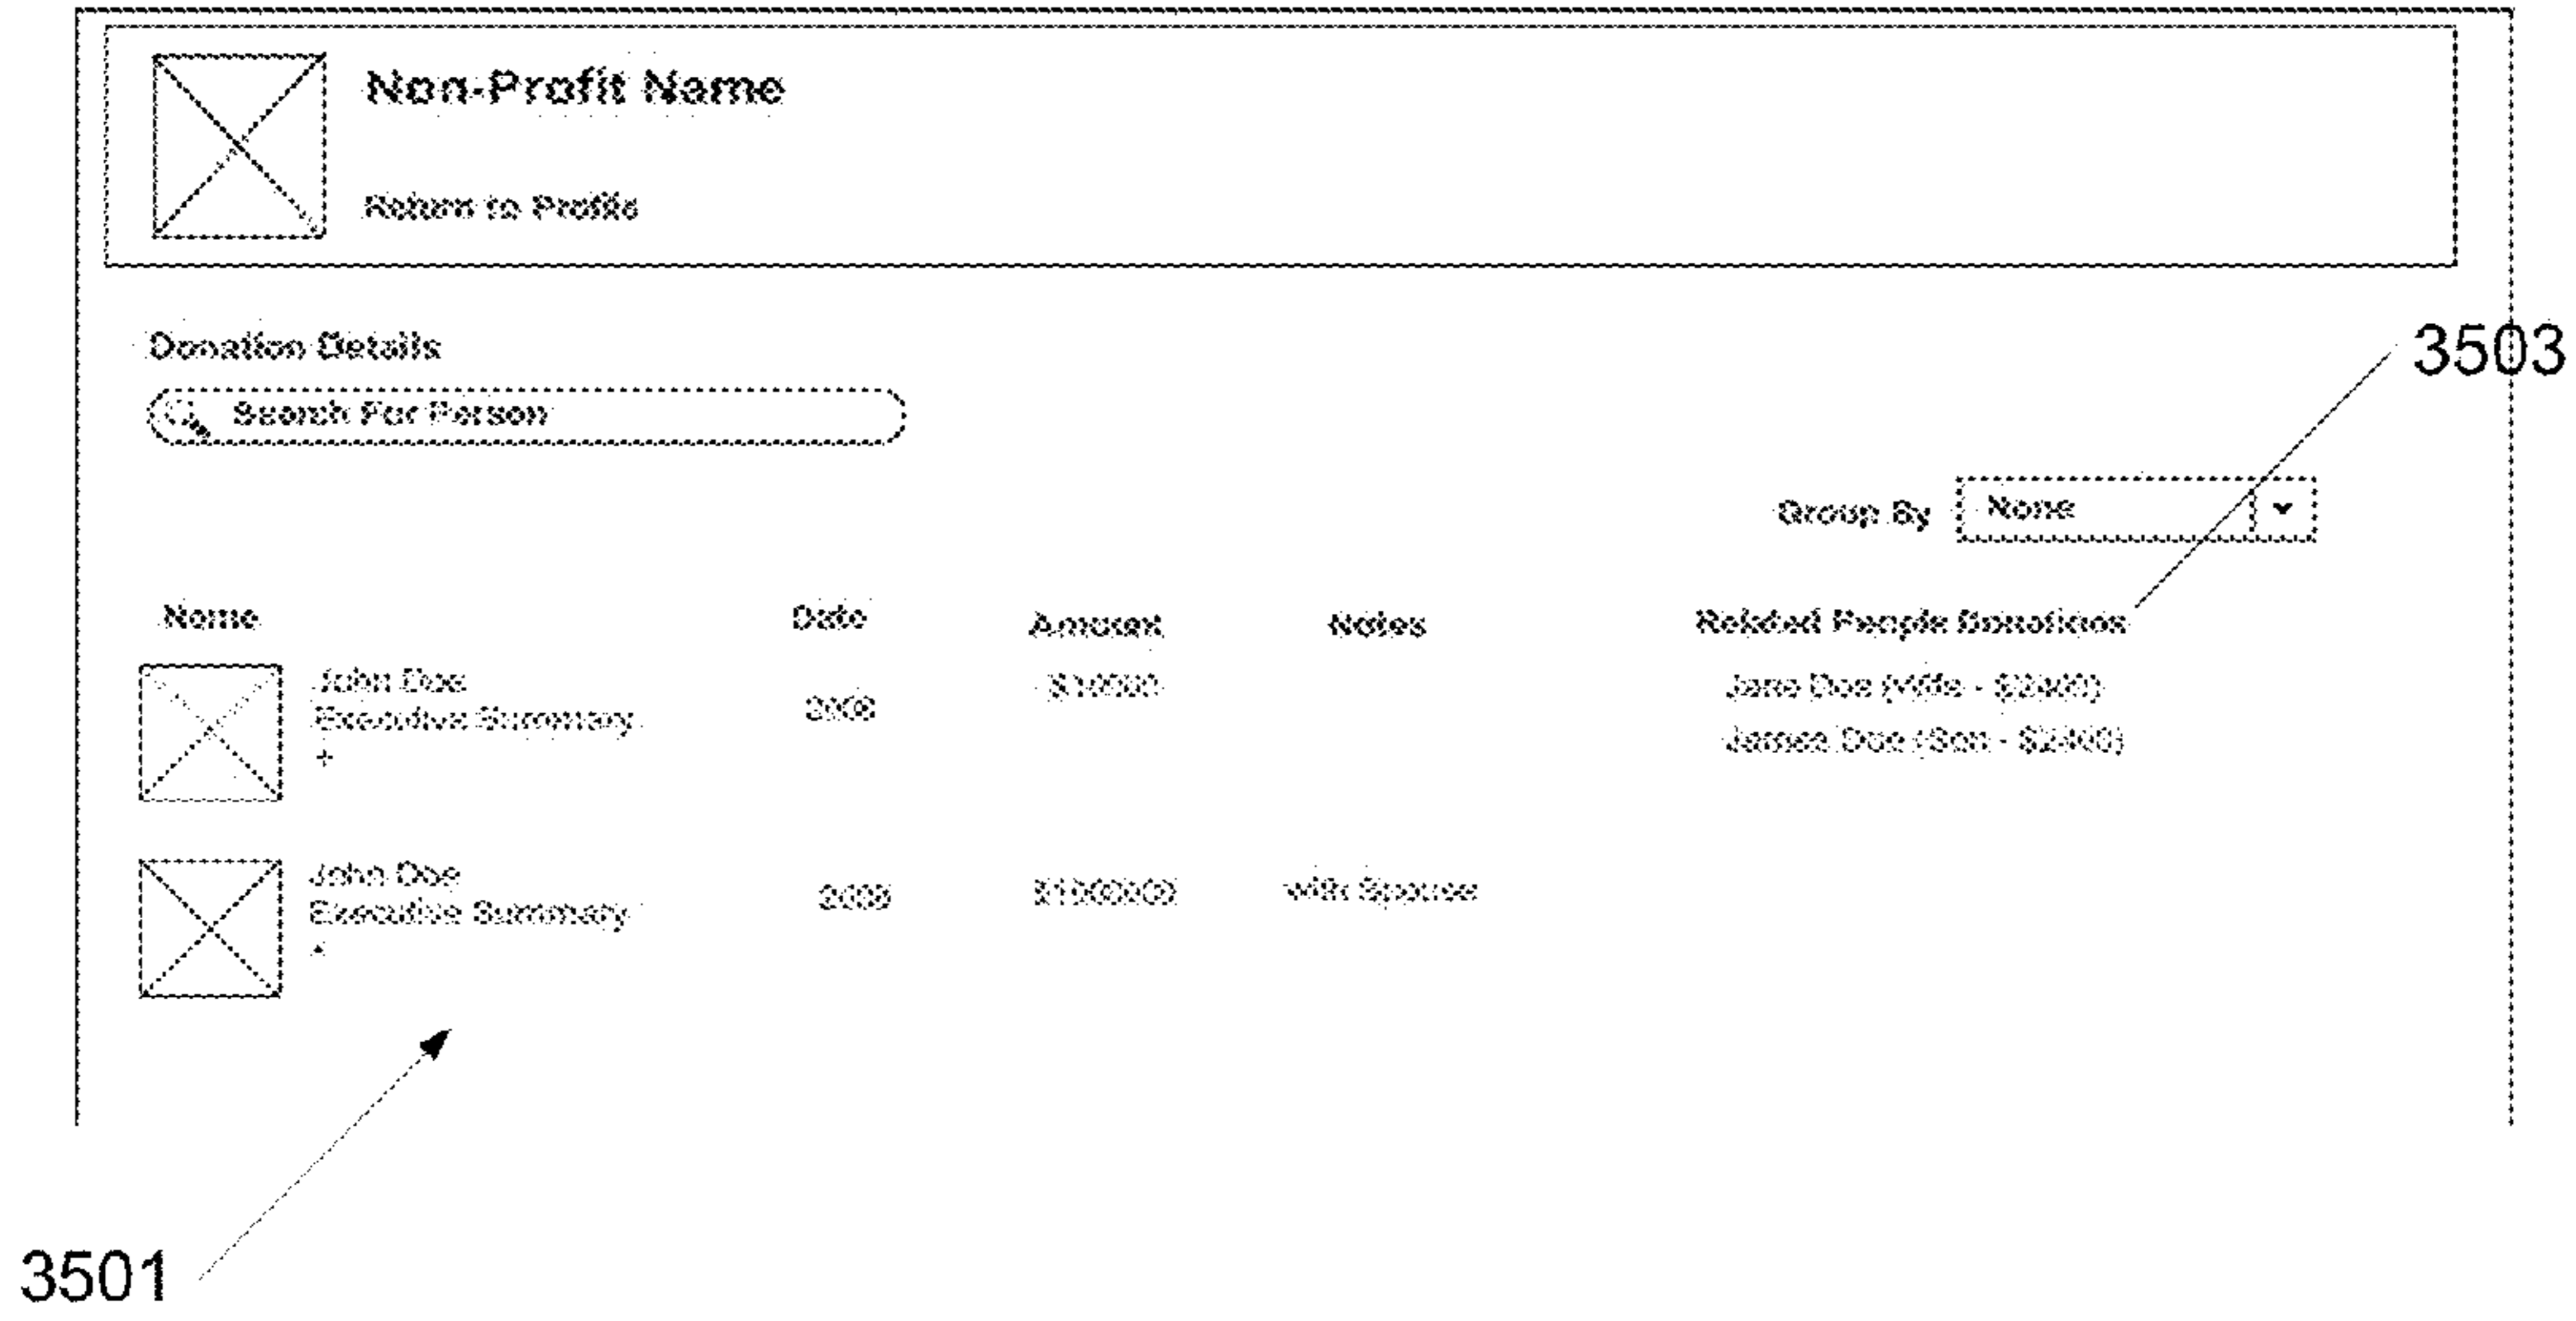 Non-Profit Name
Return to Profile
Donation Details
3503
Search For Person
Group By None
Name Date Amount Notes Related People Donations
John Doe
Executive Summary
+
Jane Doe (Wife - $2400)
James Doe (Son - $2400)
John Doe
Executive Summary
with Spouse
3501